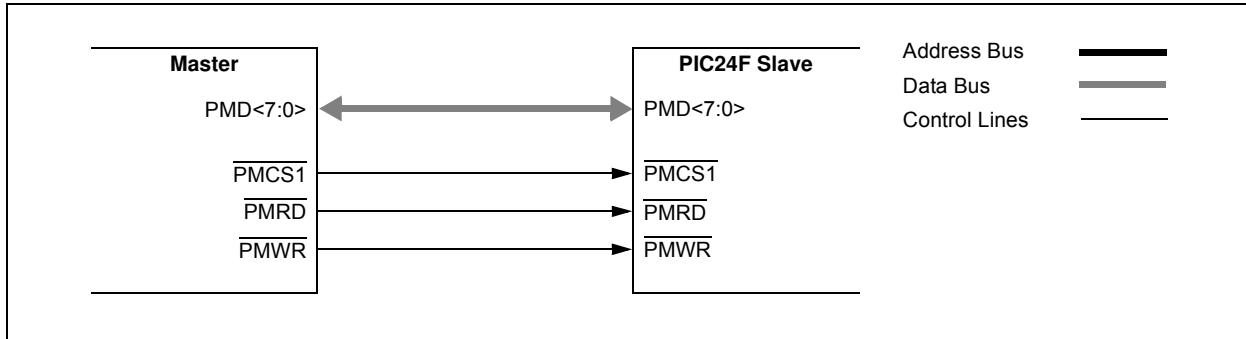 Master
PMD<7:0>
PMCS1
PMRD
PMWR
PIC24F Slave
PMD<7:0>
PMCS1
PMRD
PMWR
Address Bus
Data Bus
Control Lines